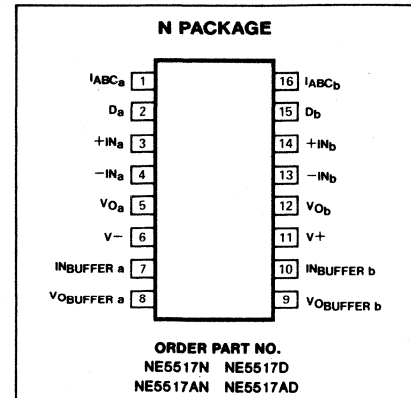 N PACKAGE
IABCa 1 16 IABCb
Da 2 15 Db
+INa 3 14 +INb
−INa 4 13 −INb
VOa 5 12 VOb
V− 6 11 V+
INBUFFER a 7 10 INBUFFER b
VOBUFFER a 8 9 VOBUFFER b
ORDER PART NO.
NE5517N NE5517D
NE5517AN NE5517AD